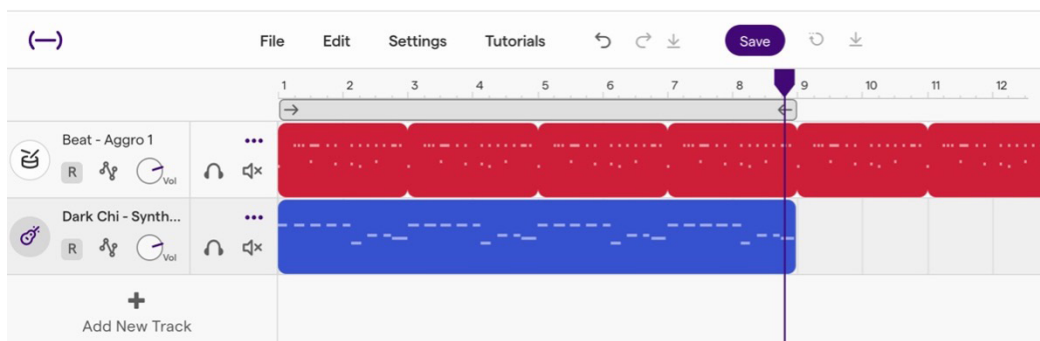 File Edit Settings Tutorials Save
1 2 3 4 5 6 7 8 9 10 11 12
Beat - Aggro 1
R Vol
Dark Chi - Synth...
R Vol
Add New Track